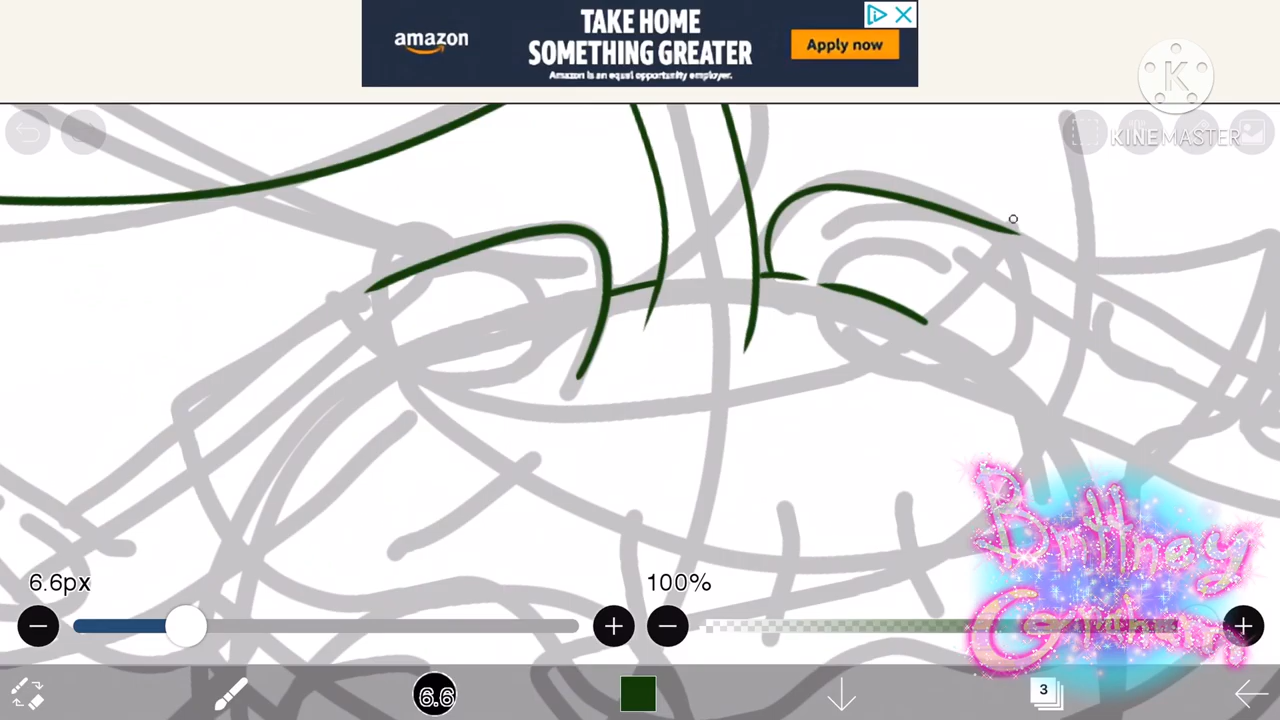 amazon
TAKE HOME
SOMETHING GREATER
Amazon is an equal opportunity employer.
Apply now
K
KINEMASTER
6.6px
100%
Brittney
6.6
3